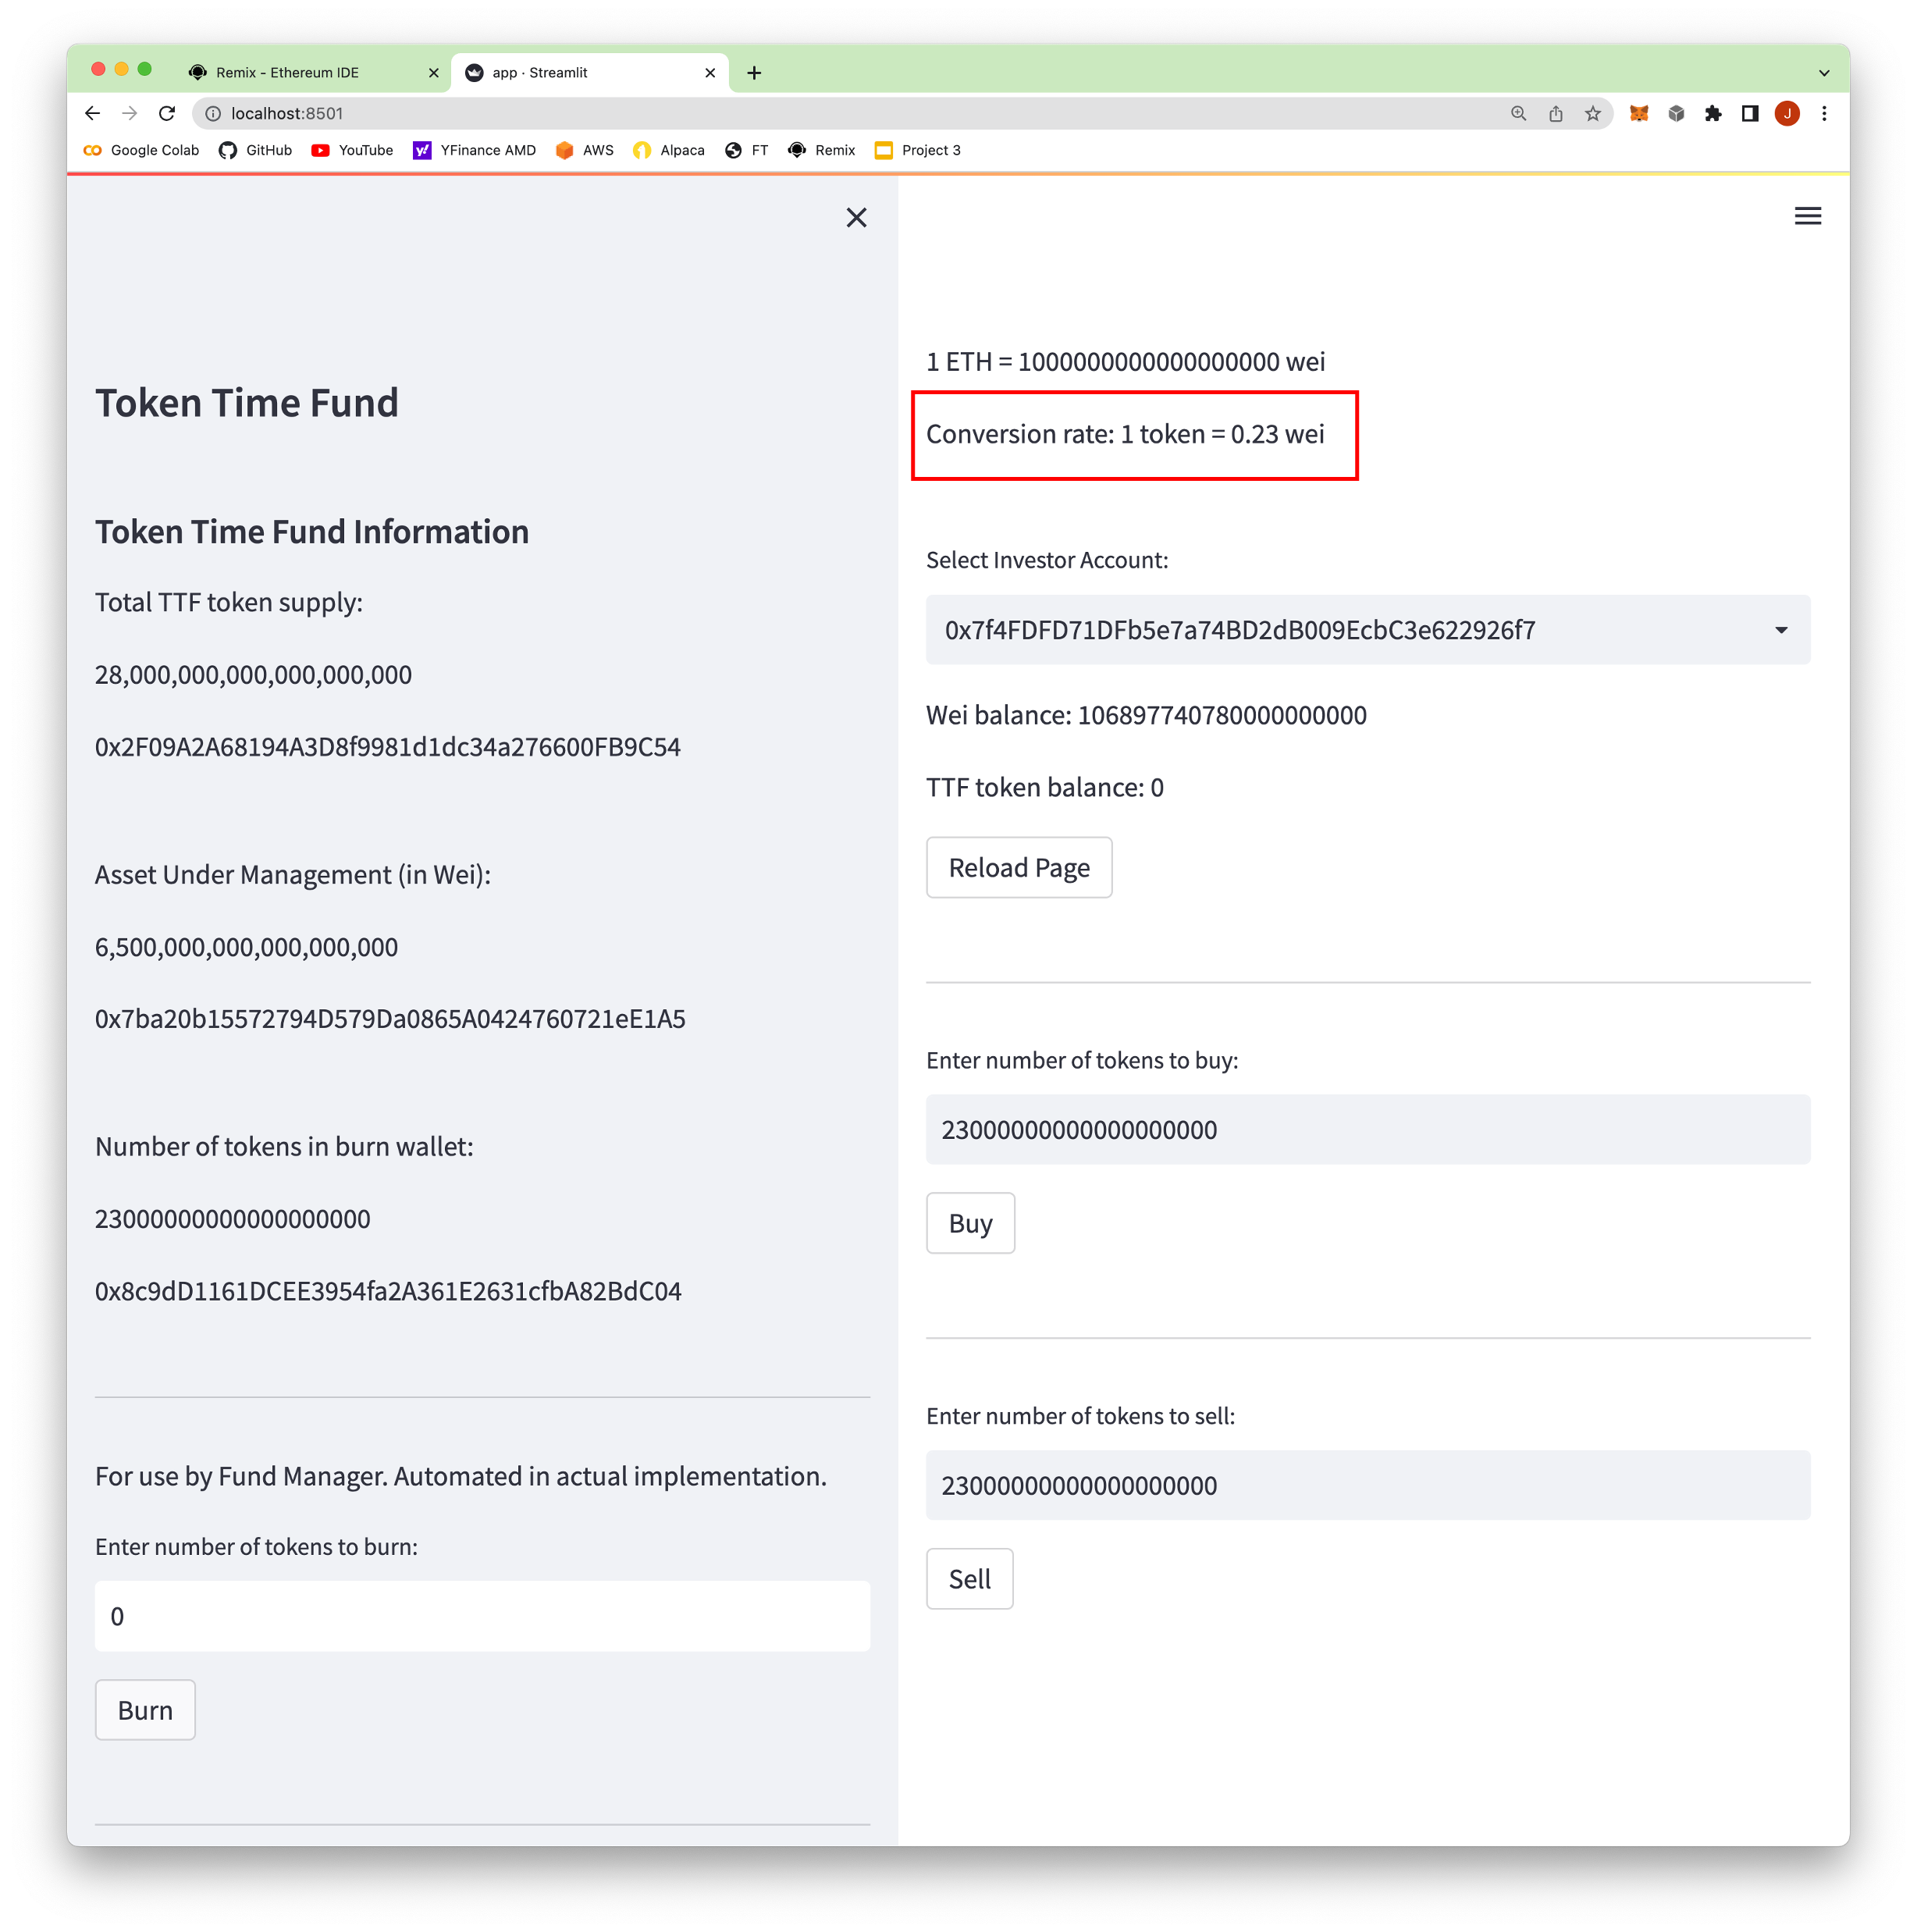 Remix - Ethereum IDE
app · Streamlit
localhost:8501
J
Google Colab
GitHub
YouTube
y!
YFinance AMD
AWS
Alpaca
FT
Remix
Project 3
Token Time Fund
Token Time Fund Information
Total TTF token supply:
28,000,000,000,000,000,000
0x2F09A2A68194A3D8f9981d1dc34a276600FB9C54
Asset Under Management (in Wei):
6,500,000,000,000,000,000
0x7ba20b15572794D579Da0865A0424760721eE1A5
Number of tokens in burn wallet:
23000000000000000000
0x8c9dD1161DCEE3954fa2A361E2631cfbA82BdC04
For use by Fund Manager. Automated in actual implementation.
Enter number of tokens to burn:
0
Burn
1 ETH = 1000000000000000000 wei
Conversion rate: 1 token = 0.23 wei
Select Investor Account:
0x7f4FDFD71DFb5e7a74BD2dB009EcbC3e622926f7
Wei balance: 106897740780000000000
TTF token balance: 0
Reload Page
Enter number of tokens to buy:
23000000000000000000
Buy
Enter number of tokens to sell:
23000000000000000000
Sell